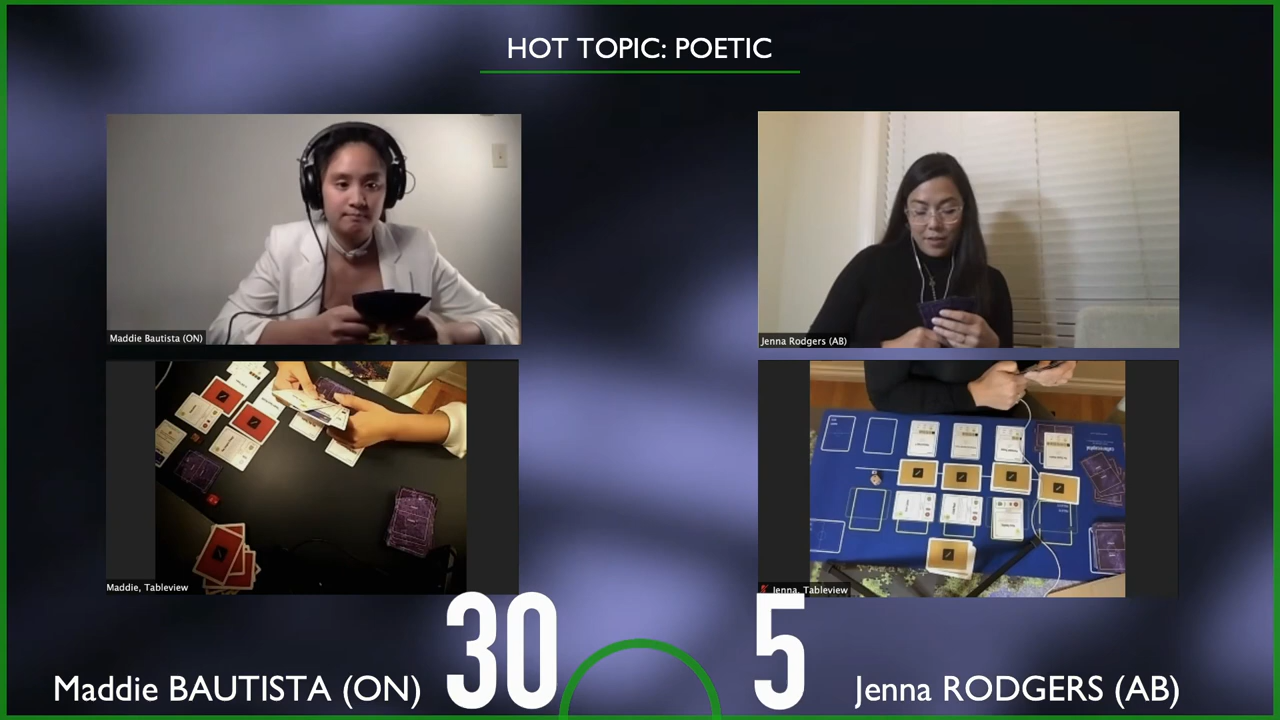 HOT TOPIC: POETIC
Maddie Bautista (ON)
Jenna Rodgers (AB)
Maddie, Tableview
Jenna, Tableview
30
5
Maddie BAUTISTA (ON)
Jenna RODGERS (AB)